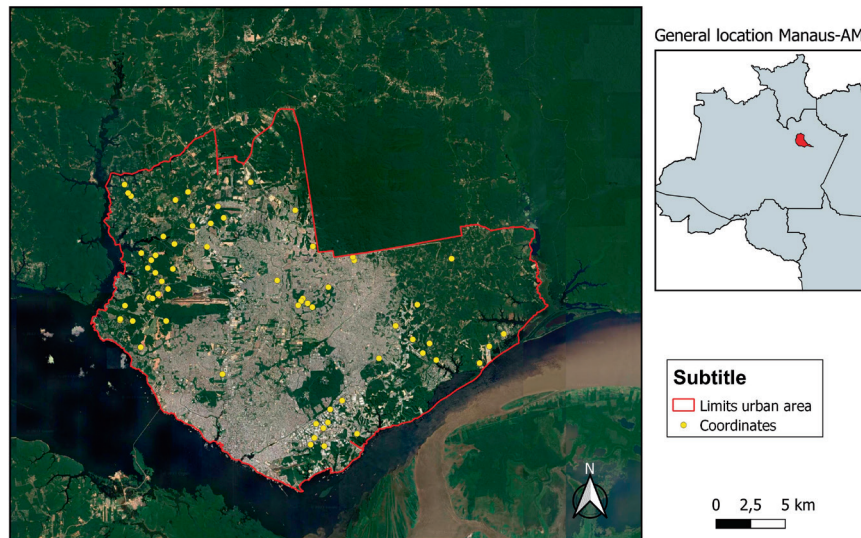 General location Manaus-AM
Subtitle
Limits urban area
Coordinates
N
0 2,5 5 km